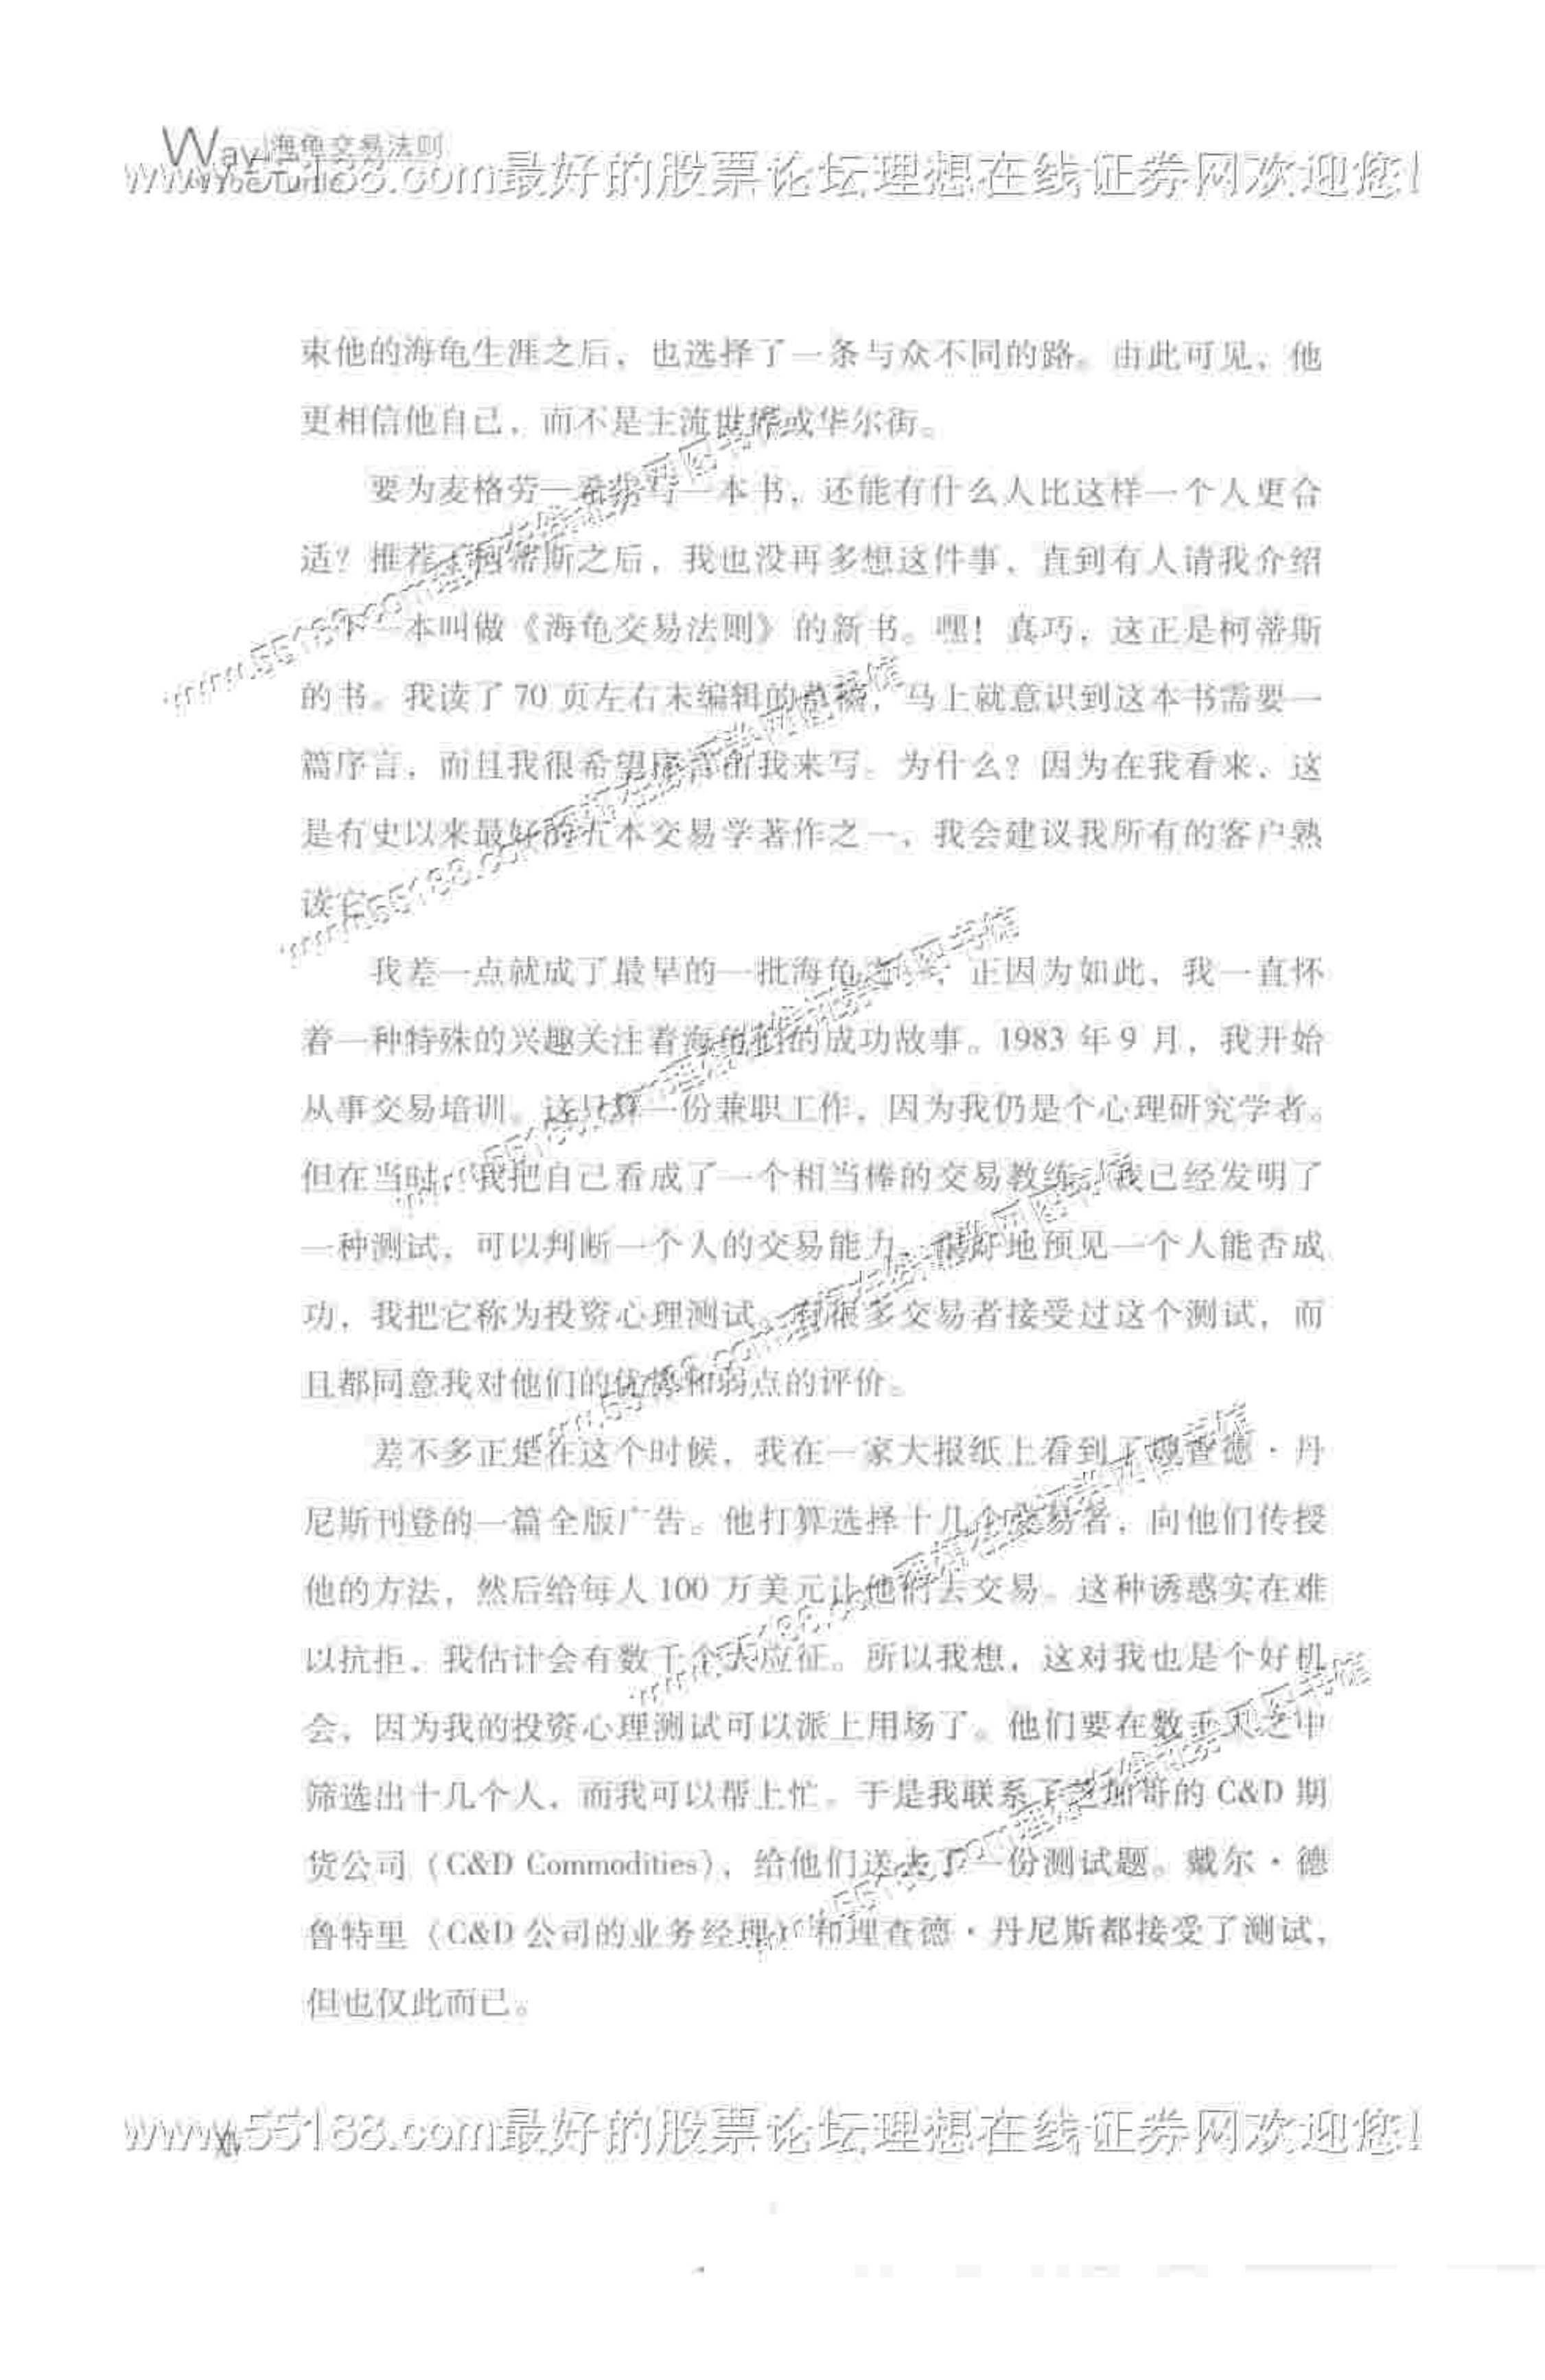 Way 海龟交易法则
www.55188.com最好的股票论坛理想在线证券网欢迎您!
束他的海龟生涯之后，也选择了一条与众不同的路。由此可见，他
更相信他自己，而不是主流世界或华尔街。
要为麦格劳—希尔写一本书，还能有什么人比这样一个人更合
适？推荐了柯蒂斯之后，我也没再多想这件事，直到有人请我介绍
一下一本叫做《海龟交易法则》的新书。嘿！真巧，这正是柯蒂斯
的书。我读了 70 页左右未编辑的草稿，马上就意识到这本书需要一
篇序言，而且我很希望序言由我来写。为什么？因为在我看来，这
是有史以来最好的五本交易学著作之一，我会建议我所有的客户熟
读它
我差一点就成了最早的一批海龟之一，正因为如此，我一直怀
着一种特殊的兴趣关注着海龟们的成功故事。1983 年 9 月，我开始
从事交易培训。这只算一份兼职工作，因为我仍是个心理研究学者。
但在当时，我把自己看成了一个相当棒的交易教练。我已经发明了
一种测试，可以判断一个人的交易能力，很好地预见一个人能否成
功，我把它称为投资心理测试。有很多交易者接受过这个测试，而
且都同意我对他们的优势和弱点的评价。
差不多正是在这个时候，我在一家大报纸上看到了理查德·丹
尼斯刊登的一篇全版广告。他打算选择十几个交易者，向他们传授
他的方法，然后给每人 100 万美元让他们去交易。这种诱惑实在难
以抗拒，我估计会有数千个人应征。所以我想，这对我也是个好机
会，因为我的投资心理测试可以派上用场了。他们要在数千人之中
筛选出十几个人，而我可以帮上忙。于是我联系了芝加哥的 C&D 期
货公司（C&D Commodities），给他们送去了一份测试题。戴尔·德
鲁特里（C&D 公司的业务经理）和理查德·丹尼斯都接受了测试，
但也仅此而已。
www.55188.com最好的股票论坛理想在线证券网欢迎您!